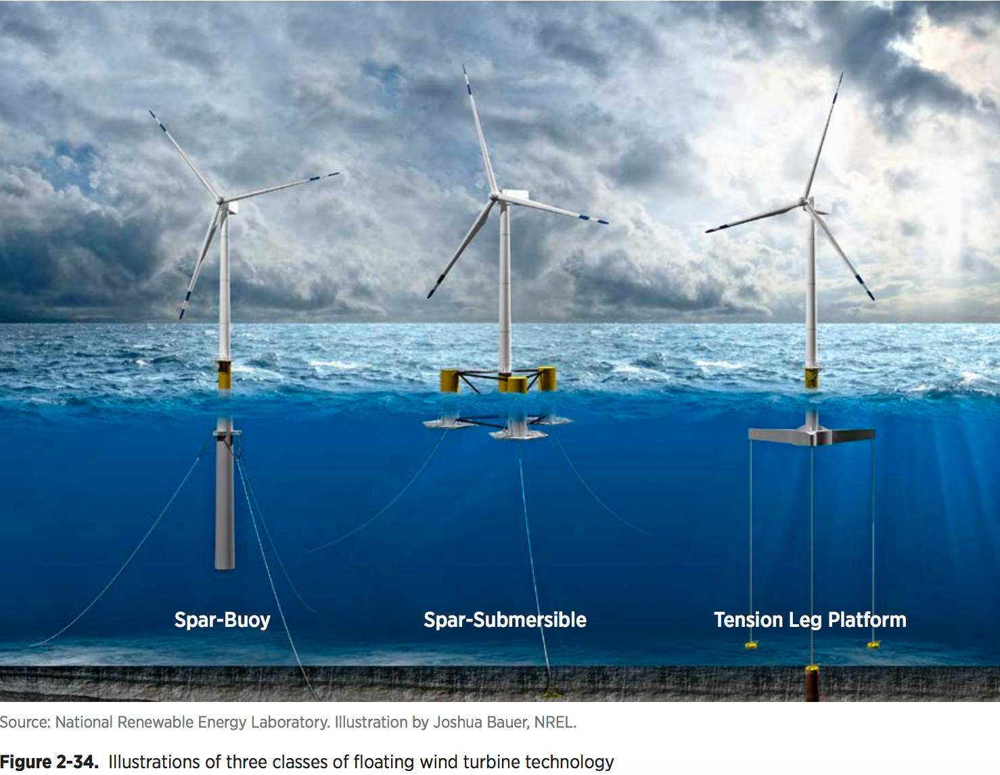 Spar-Buoy
Spar-Submersible
Tension Leg Platform
Source: National Renewable Energy Laboratory. Illustration by Joshua Bauer, NREL.
Figure 2-34. Illustrations of three classes of floating wind turbine technology